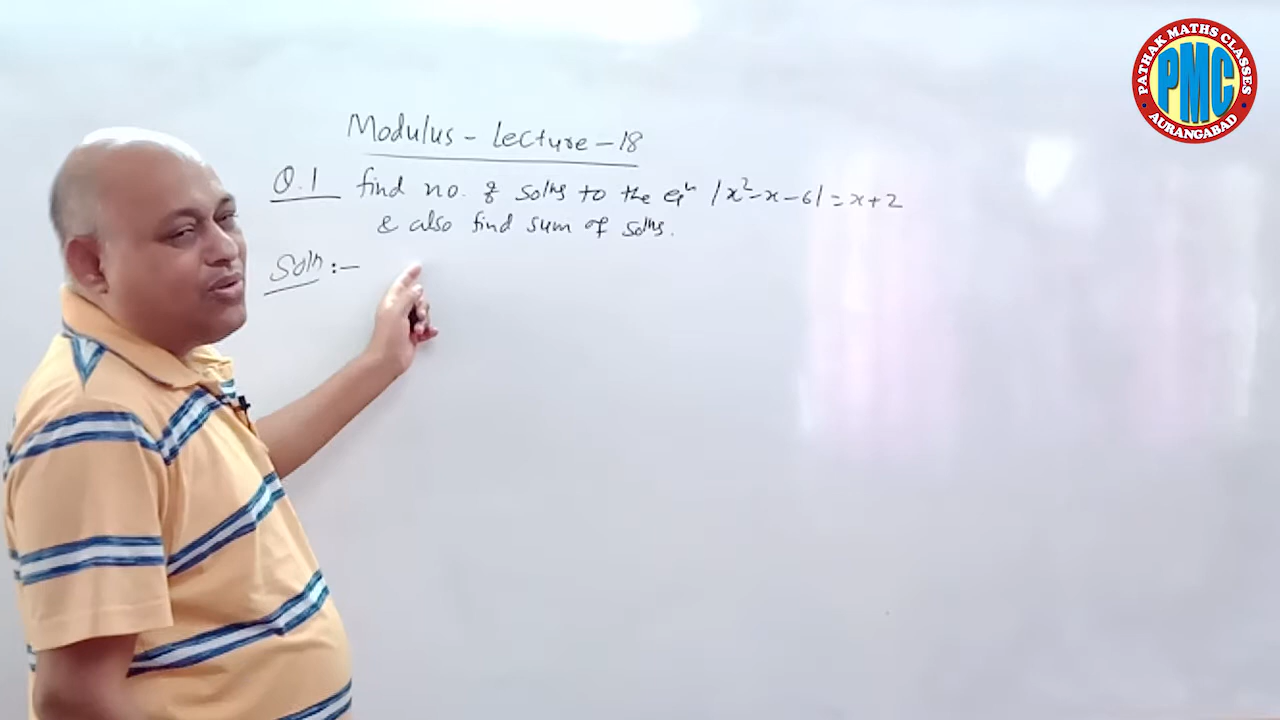 PATHAK MATHS CLASSES
PMC
AURANGABAD
Modulus - Lecture - 18
Q.1 find no. of solns to the eqn |x²-x-6|=x+2
& also find sum of solns.
Soln :-